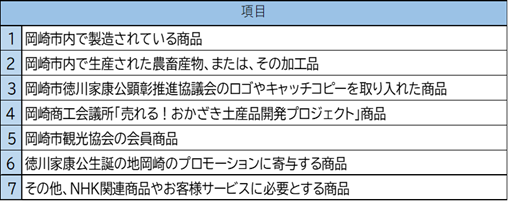 項目
1 岡崎市内で製造されている商品
2 岡崎市内で生産された農畜産物、または、その加工品
3 岡崎市徳川家康公顕彰推進協議会のロゴやキャッチコピーを取り入れた商品
4 岡崎商工会議所「売れる！おかざき土産品開発プロジェクト」商品
5 岡崎市観光協会の会員商品
6 徳川家康公生誕の地岡崎のプロモーションに寄与する商品
7 その他、NHK関連商品やお客様サービスに必要とする商品